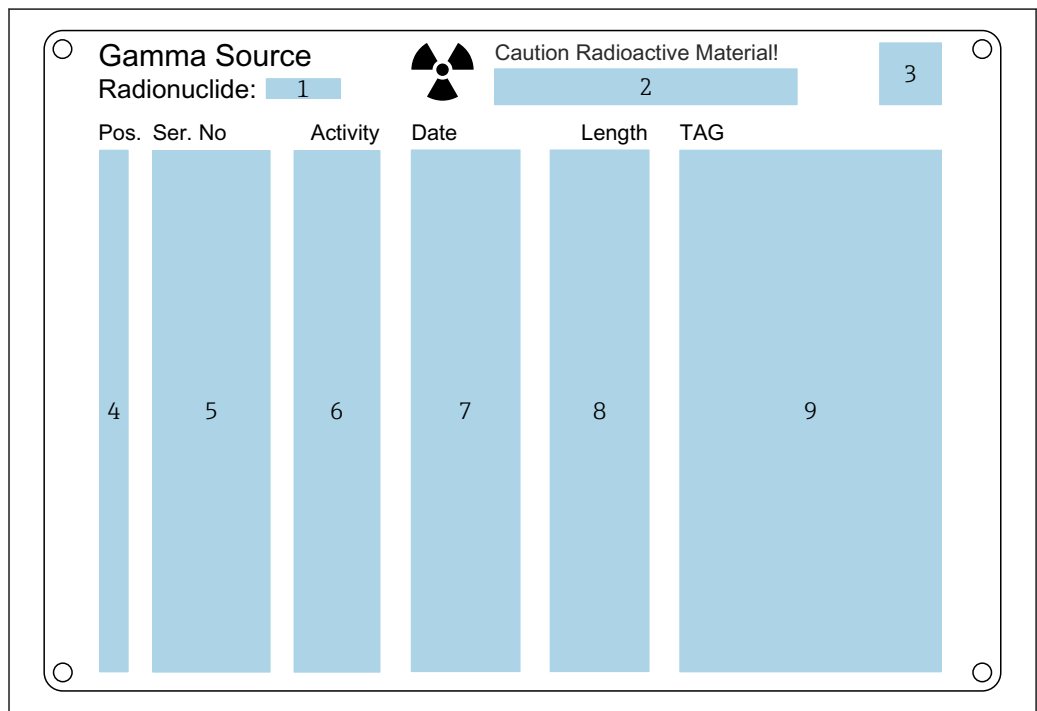 Gamma Source
Radionuclide: 1
Caution Radioactive Material!
2
3
Pos. Ser. No Activity Date Length TAG
4 5 6 7 8 9